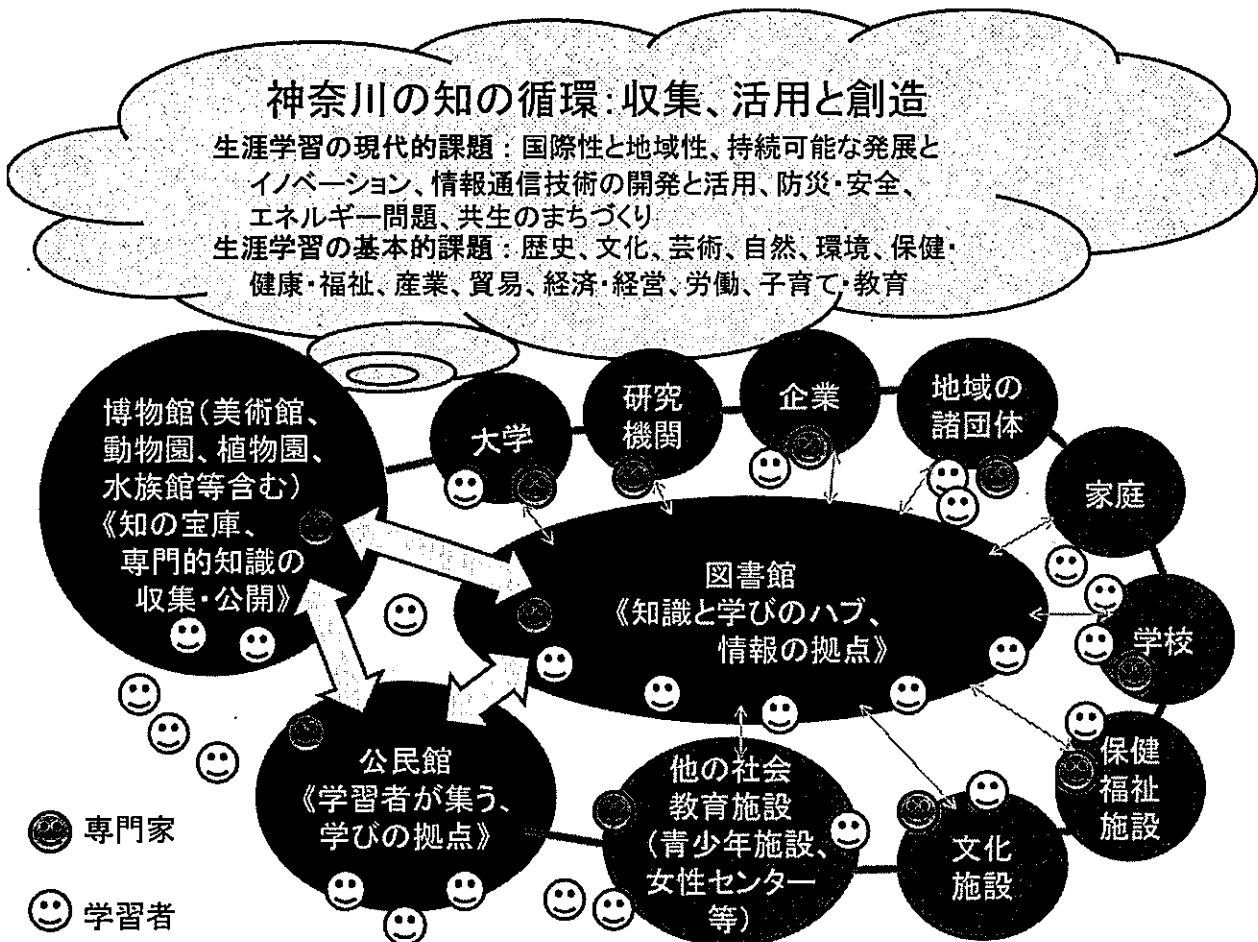 神奈川の知の循環：収集、活用と創造
生涯学習の現代的課題：国際性と地域性、持続可能な発展と
イノベーション、情報通信技術の開発と活用、防災・安全、
エネルギー問題、共生のまちづくり
生涯学習の基本的課題：歴史、文化、芸術、自然、環境、保健・
健康・福祉、産業、貿易、経済・経営、労働、子育て・教育
博物館（美術館、
動物園、植物園、
水族館等含む）
《知の宝庫、
専門的知識の
収集・公開》
大学
研究
機関
企業
地域の
諸団体
家庭
学校
保健
福祉
施設
文化
施設
図書館
《知識と学びのハブ、
情報の拠点》
公民館
《学習者が集う、
学びの拠点》
他の社会
教育施設
（青少年施設、
女性センター
等）
専門家
学習者